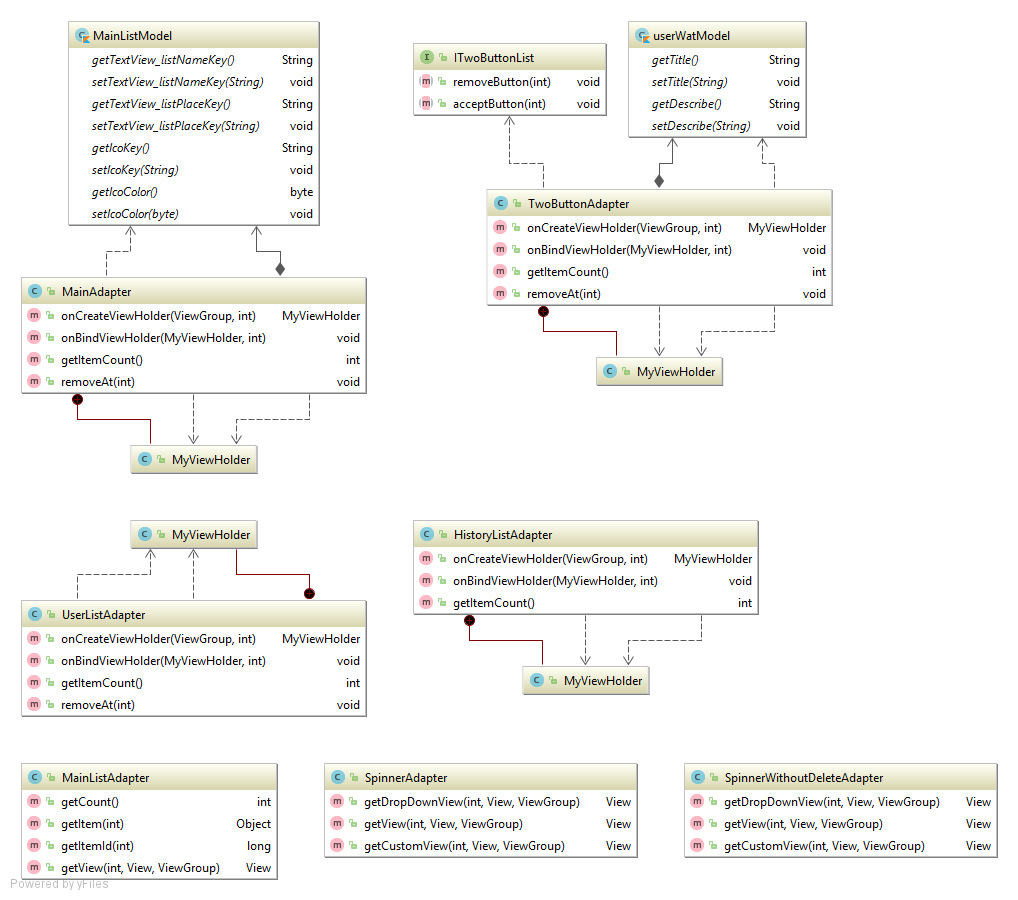 MainListModel
getTextView_listNameKey() String
setTextView_listNameKey(String) void
getTextView_listPlaceKey() String
setTextView_listPlaceKey(String) void
getIcoKey() String
setIcoKey(String) void
getIcoColor() byte
setIcoColor(byte) void
I ITwoButtonList
m removeButton(int) void
m acceptButton(int) void
userWatModel
getTitle() String
setTitle(String) void
getDescribe() String
setDescribe(String) void
C TwoButtonAdapter
m onCreateViewHolder(ViewGroup, int) MyViewHolder
m onBindViewHolder(MyViewHolder, int) void
m getItemCount() int
m removeAt(int) void
C MyViewHolder
C MainAdapter
m onCreateViewHolder(ViewGroup, int) MyViewHolder
m onBindViewHolder(MyViewHolder, int) void
m getItemCount() int
m removeAt(int) void
C MyViewHolder
C MyViewHolder
C UserListAdapter
m onCreateViewHolder(ViewGroup, int) MyViewHolder
m onBindViewHolder(MyViewHolder, int) void
m getItemCount() int
m removeAt(int) void
C HistoryListAdapter
m onCreateViewHolder(ViewGroup, int) MyViewHolder
m onBindViewHolder(MyViewHolder, int) void
m getItemCount() int
C MyViewHolder
C MainListAdapter
m getCount() int
m getItem(int) Object
m getItemId(int) long
m getView(int, View, ViewGroup) View
C SpinnerAdapter
m getDropDownView(int, View, ViewGroup) View
m getView(int, View, ViewGroup) View
m getCustomView(int, View, ViewGroup) View
C SpinnerWithoutDeleteAdapter
m getDropDownView(int, View, ViewGroup) View
m getView(int, View, ViewGroup) View
m getCustomView(int, View, ViewGroup) View
Powered by yFiles